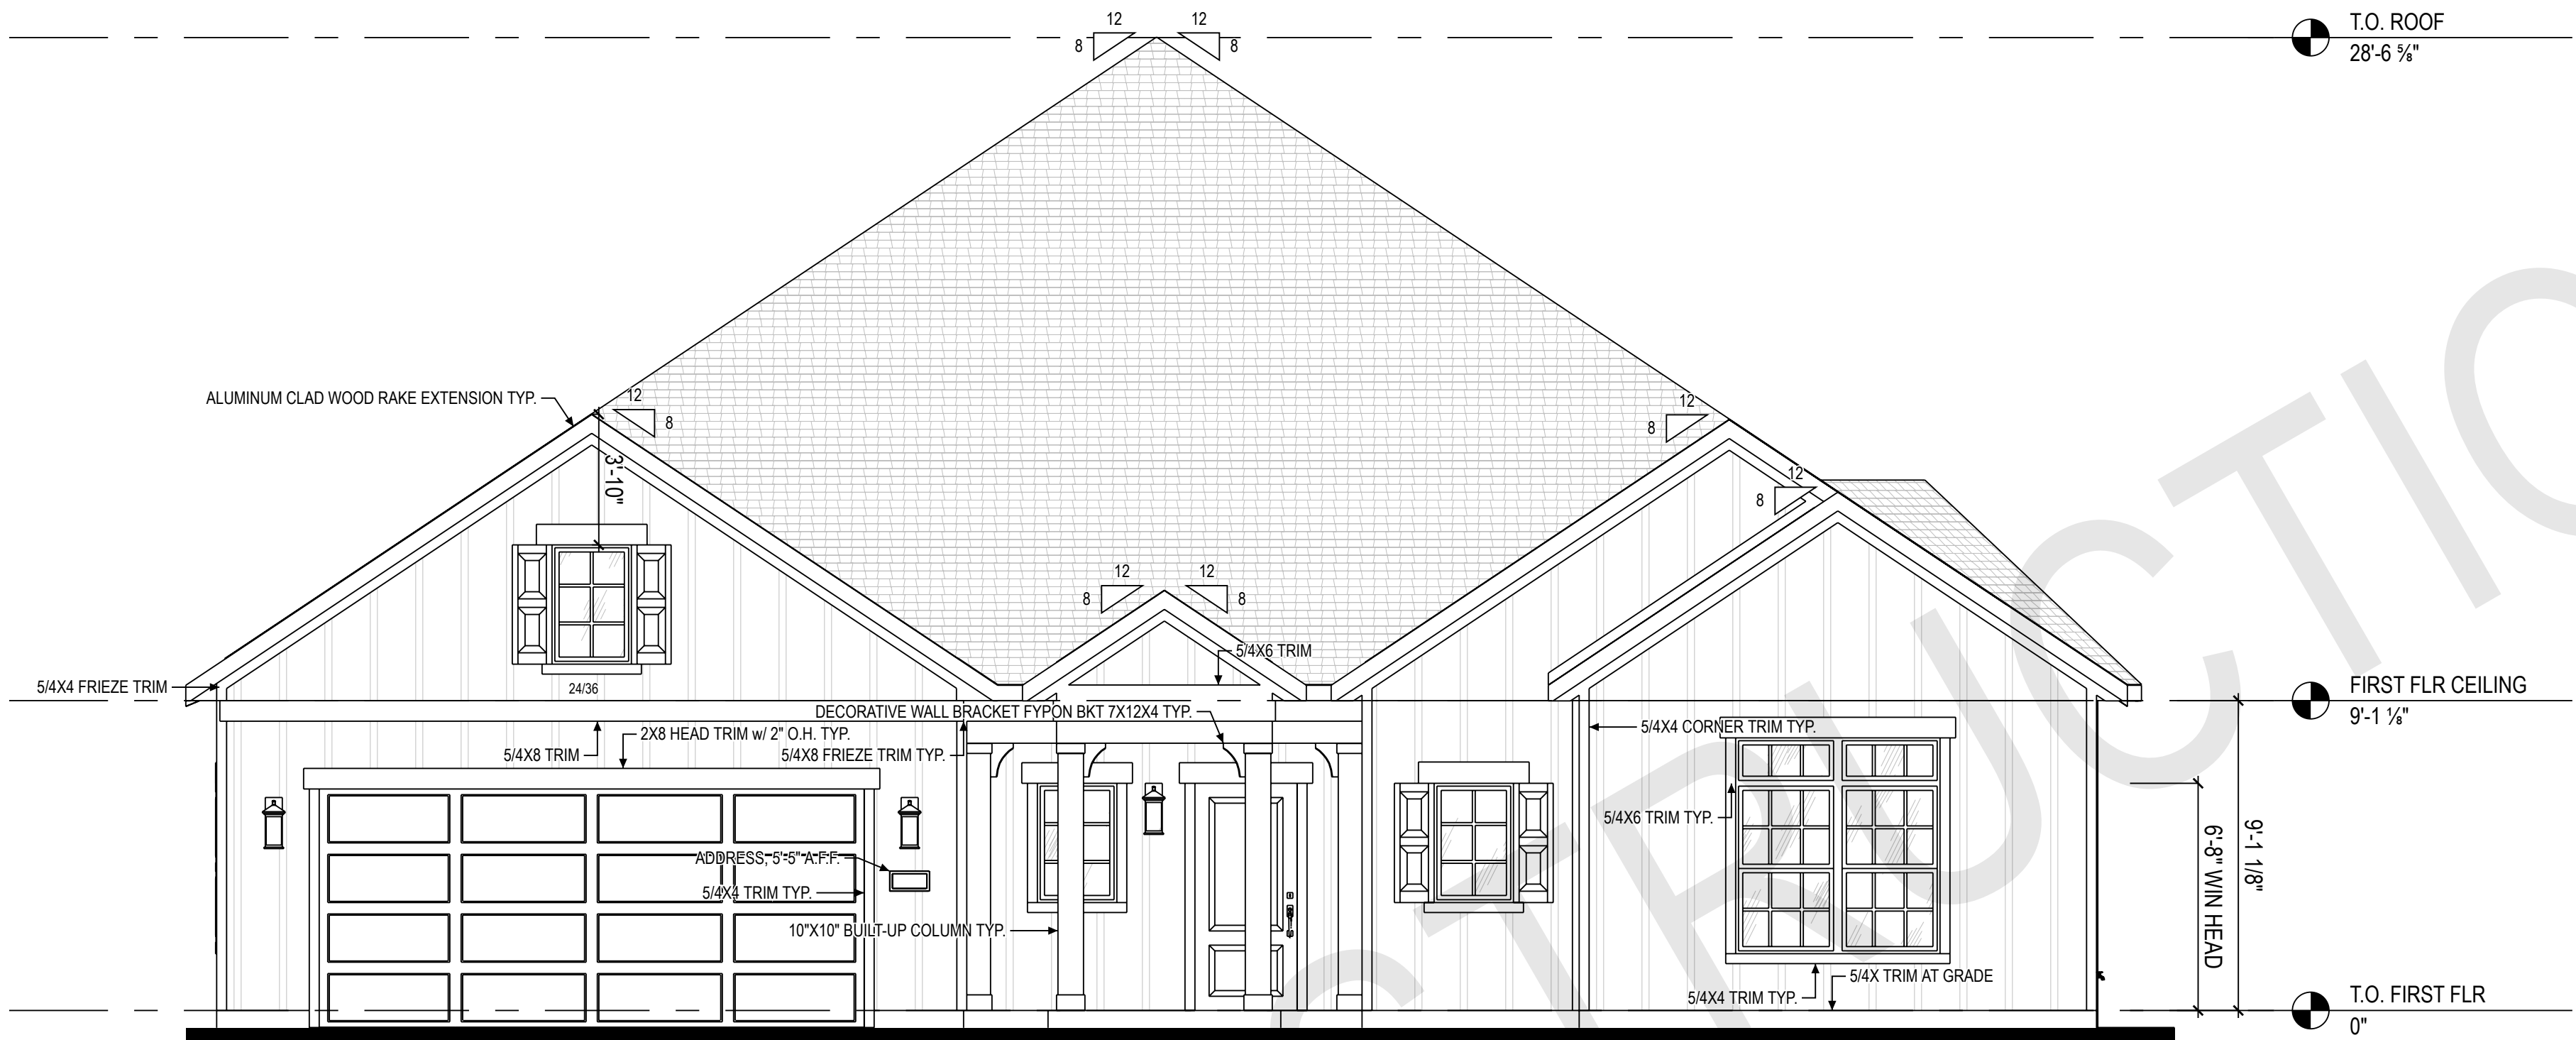 12 12
8 8
T.O. ROOF
28'-6 ⅝"
ALUMINUM CLAD WOOD RAKE EXTENSION TYP.
12
8
12
8
3'-10"
12
8
12 12
8 8
5/4X6 TRIM
5/4X4 FRIEZE TRIM
24/36
FIRST FLR CEILING
9'-1 ⅛"
DECORATIVE WALL BRACKET FYPON BKT 7X12X4 TYP.
2X8 HEAD TRIM w/ 2" O.H. TYP.
5/4X4 CORNER TRIM TYP.
5/4X8 TRIM
5/4X8 FRIEZE TRIM TYP.
5/4X6 TRIM TYP.
ADDRESS, 5'-5" A.F.F.
5/4X4 TRIM TYP.
10"X10" BUILT-UP COLUMN TYP.
6'-8" WIN HEAD
9'-1 1/8"
5/4X TRIM AT GRADE
5/4X4 TRIM TYP.
T.O. FIRST FLR
0"
CTRUCTIO